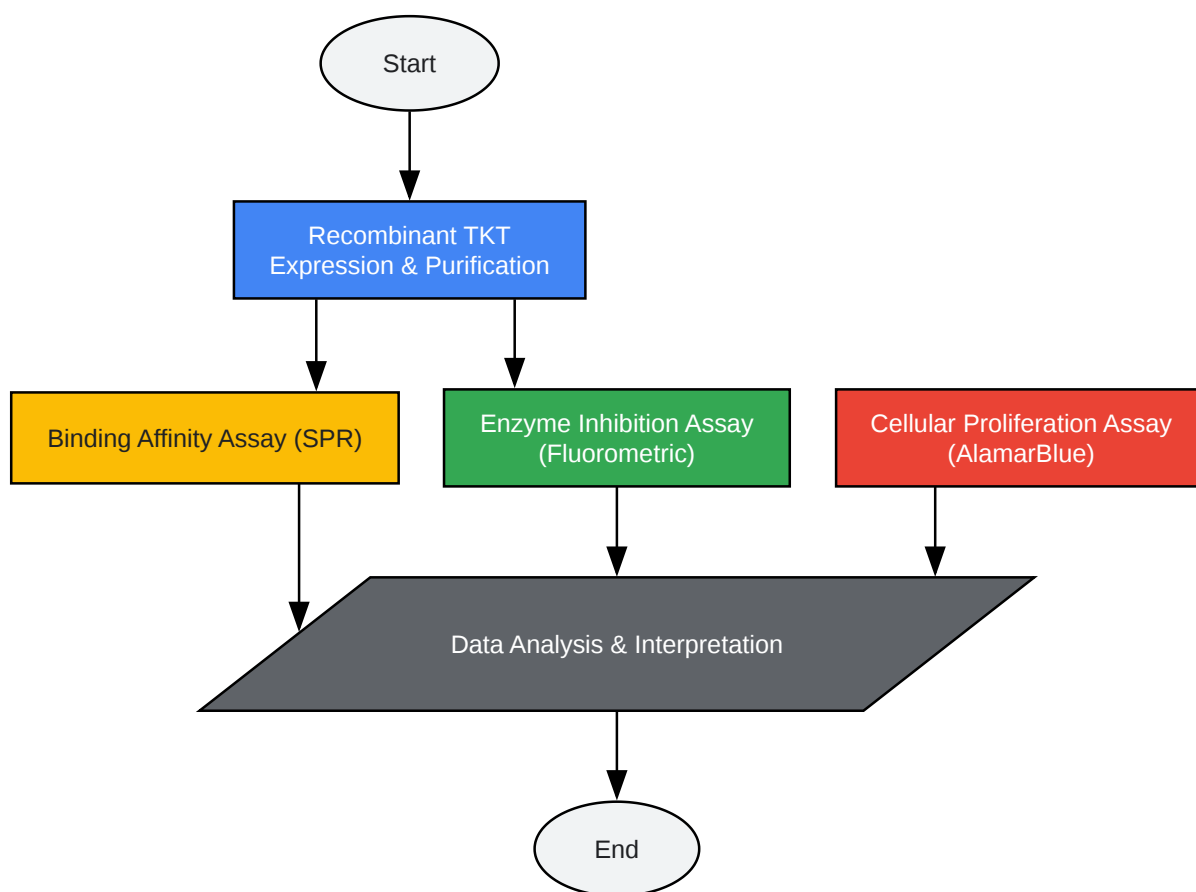 Start
Recombinant TKT
Expression & Purification
Binding Affinity Assay (SPR)
Enzyme Inhibition Assay
(Fluorometric)
Cellular Proliferation Assay
(AlamarBlue)
Data Analysis & Interpretation
End